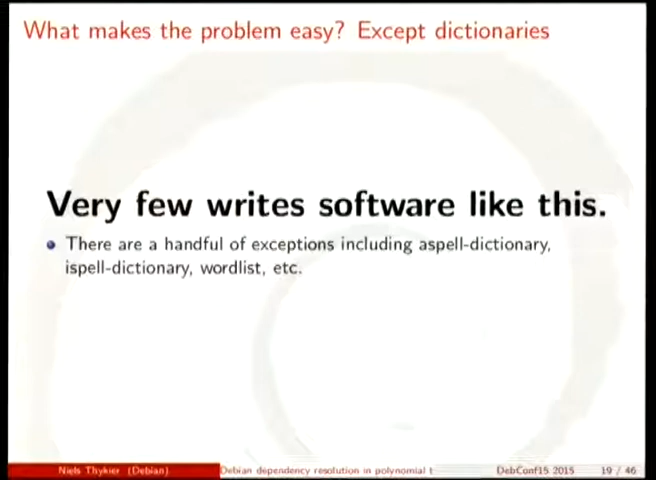 What makes the problem easy? Except dictionaries
Very few writes software like this.
There are a handful of exceptions including aspell-dictionary,
ispell-dictionary, wordlist, etc.
Niels Thykier (Debian) Debian dependency resolution in polynomial t DebConf15 2015 19 / 46